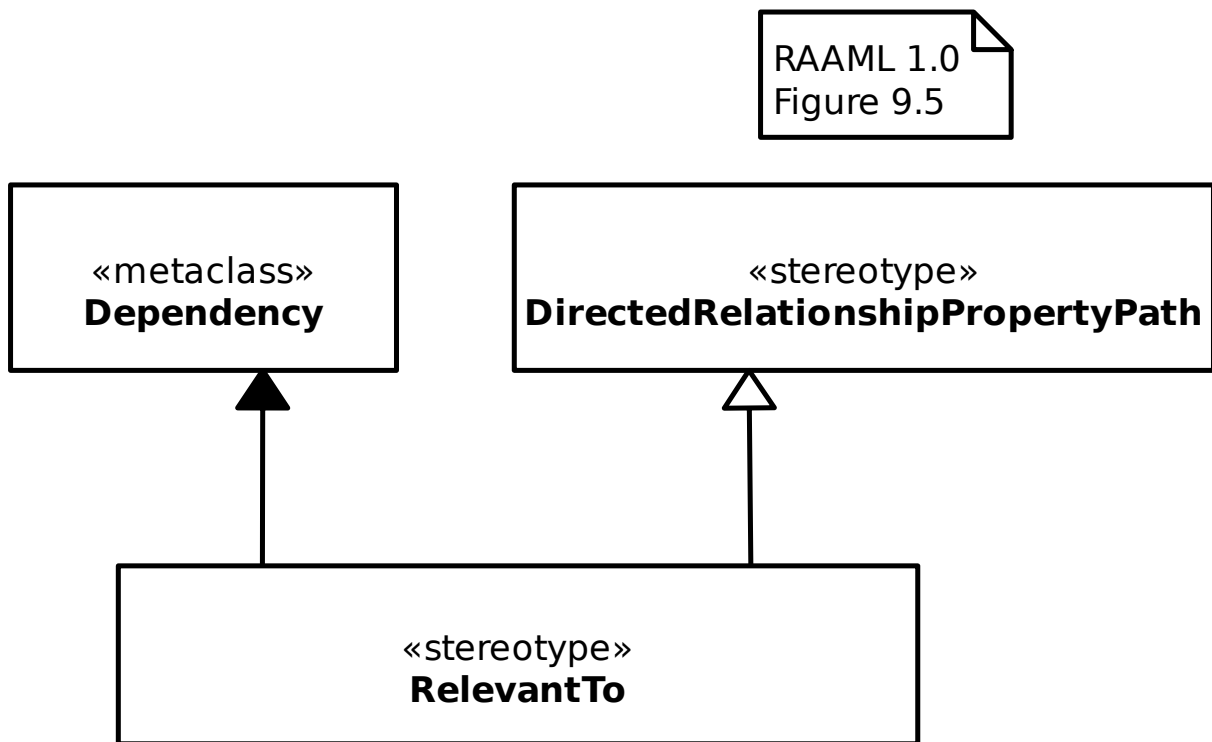 RAAML 1.0
Figure 9.5
«metaclass»
Dependency
«stereotype»
DirectedRelationshipPropertyPath
«stereotype»
RelevantTo